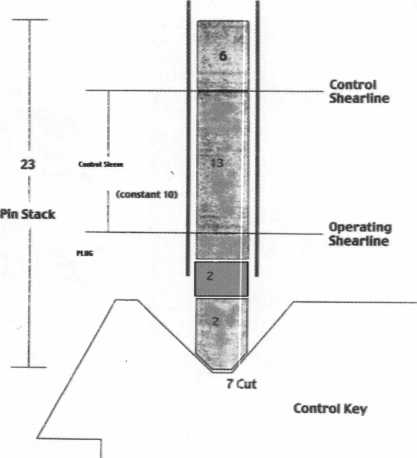 6
Control
Shearline
23
Control Sleeve
13
(constant 10)
Pin Stack
Operating
Shearline
PLUG
2
2
7 Cut
Control Key